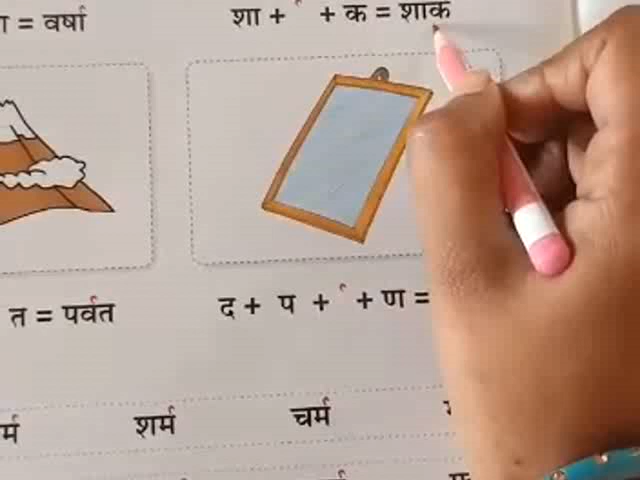 ा = वर्षा
शा + र्  + क = शाक
त = पर्वत
द + प + र्  + ण =
र्म शर्म चर्म